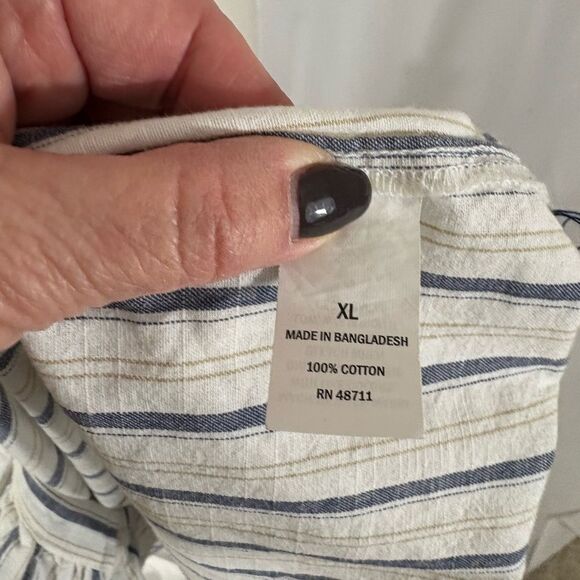 XL
MADE IN BANGLADESH
100% COTTON
RN 48711